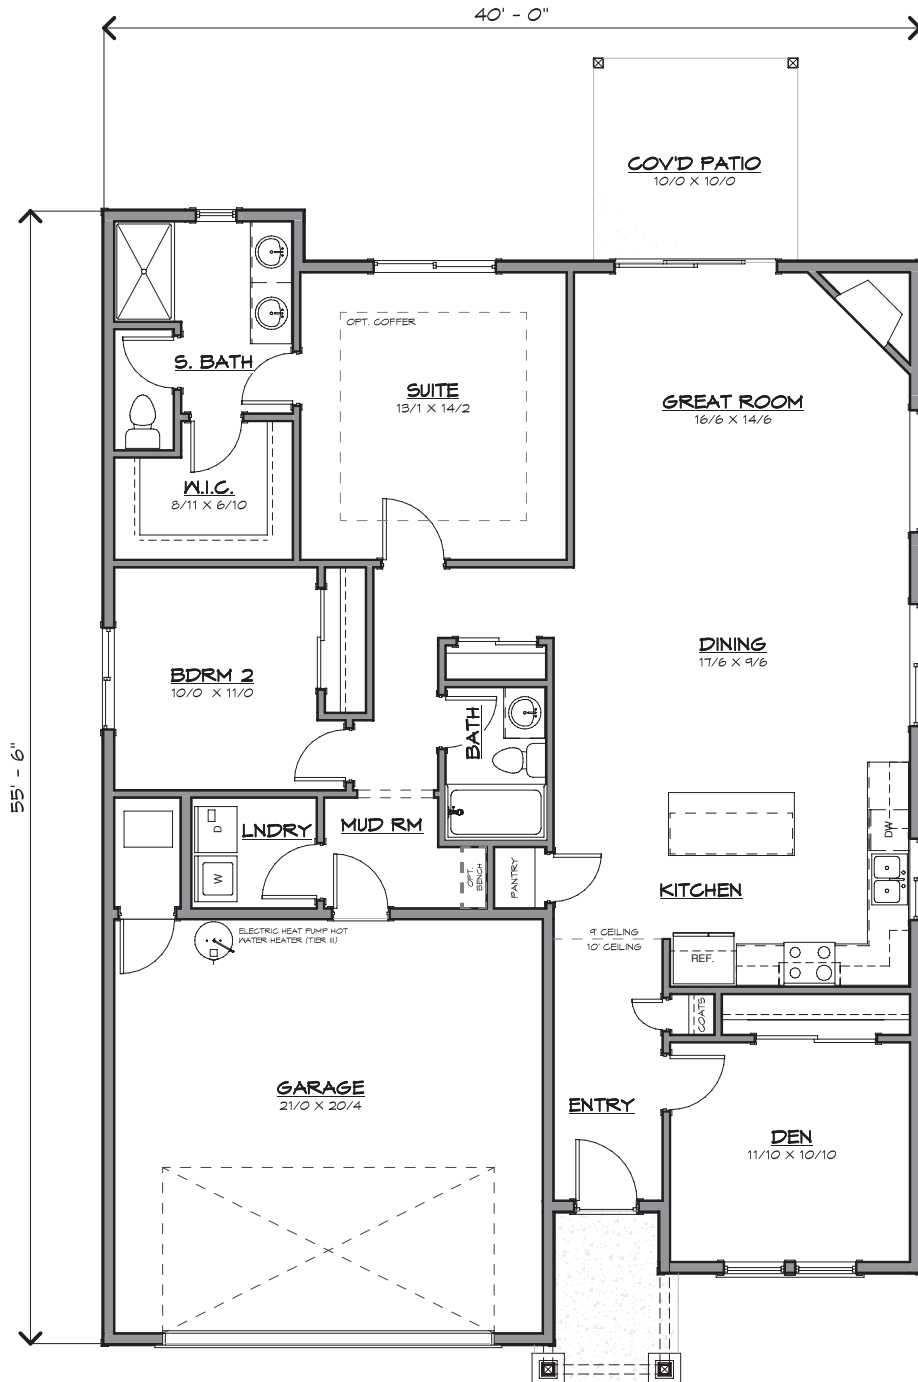 40' - 0"
COV'D PATIO
10/0 X 10/0
OPT. COFFER
S. BATH
SUITE
13/1 X 14/2
GREAT ROOM
16/6 X 14/6
W.I.C.
8/11 X 6/10
DINING
17/6 X 9/6
BDRM 2
10/0 X 11/0
BATH
55' - 6"
D
LNDRY
MUD RM
DW
W
OPT.
BENCH
PANTRY
KITCHEN
ELECTRIC HEAT PUMP HOT
WATER HEATER (TIER III)
9' CEILING
10' CEILING
REF.
COATS
GARAGE
21/0 X 20/4
ENTRY
DEN
11/10 X 10/10